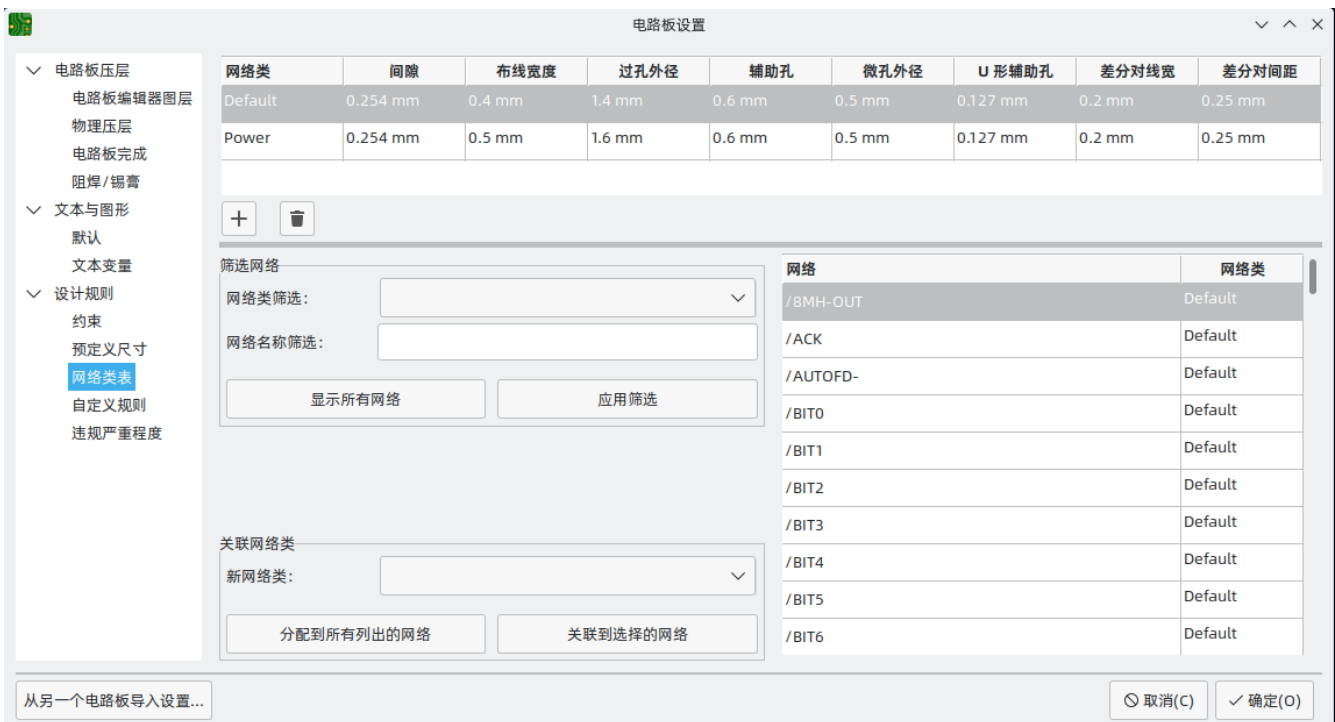 电路板设置
电路板压层
电路板编辑器图层
物理压层
电路板完成
阻焊/锡膏
文本与图形
默认
文本变量
设计规则
约束
预定义尺寸
网络类表
自定义规则
违规严重程度
网络类 间隙 布线宽度 过孔外径 辅助孔 微孔外径 U 形辅助孔 差分对线宽 差分对间距
Default 0.254 mm 0.4 mm 1.4 mm 0.6 mm 0.5 mm 0.127 mm 0.2 mm 0.25 mm
Power 0.254 mm 0.5 mm 1.6 mm 0.6 mm 0.5 mm 0.127 mm 0.2 mm 0.25 mm
筛选网络
网络类筛选：
网络名称筛选：
显示所有网络 应用筛选
关联网络类
新网络类：
分配到所有列出的网络 关联到选择的网络
网络 网络类
/8MH-OUT Default
/ACK Default
/AUTOFD- Default
/BIT0 Default
/BIT1 Default
/BIT2 Default
/BIT3 Default
/BIT4 Default
/BIT5 Default
/BIT6 Default
从另一个电路板导入设置... 取消(C) 确定(O)